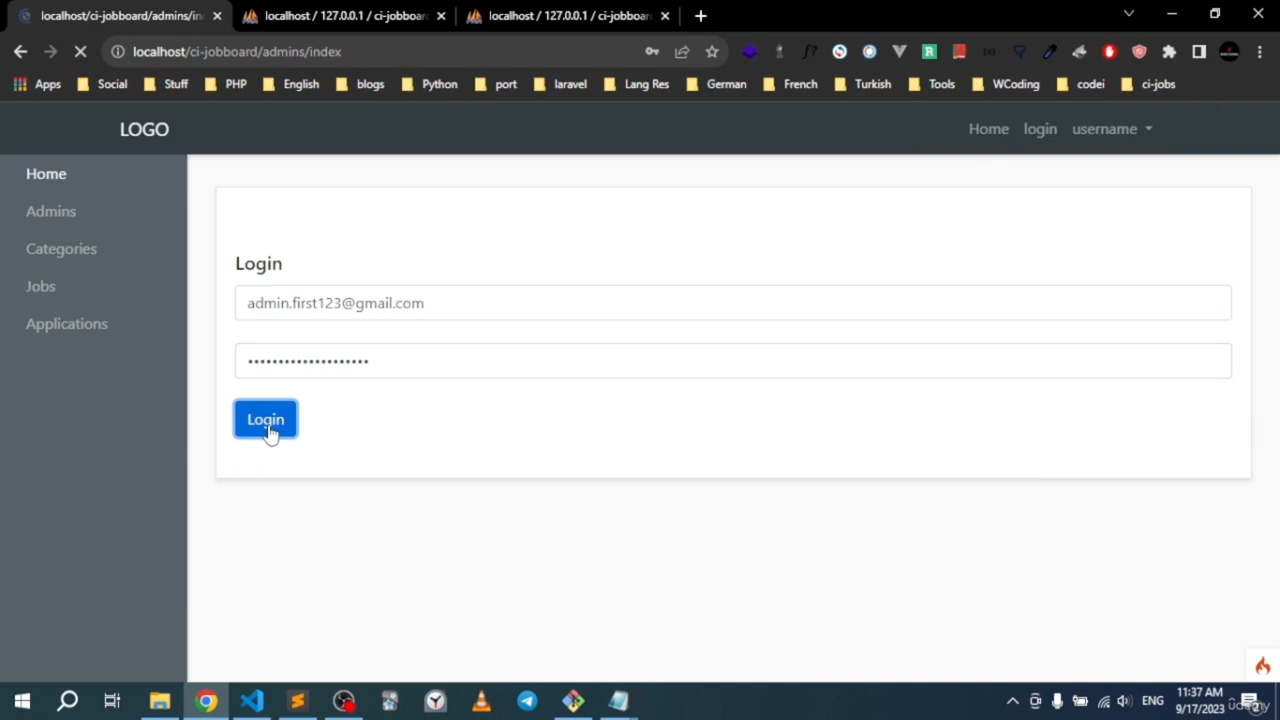 localhost/ci-jobboard/admins/in
localhost / 127.0.0.1 / ci-jobboar
localhost / 127.0.0.1 / ci-jobboar
localhost/ci-jobboard/admins/index
Apps
Social
Stuff
PHP
English
blogs
Python
port
laravel
Lang Res
German
French
Turkish
Tools
WCoding
codei
ci-jobs
LOGO
Home
login
username
Home
Admins
Categories
Jobs
Applications
Login
admin.first123@gmail.com
Login
ENG
11:37 AM
9/17/2023
udemy